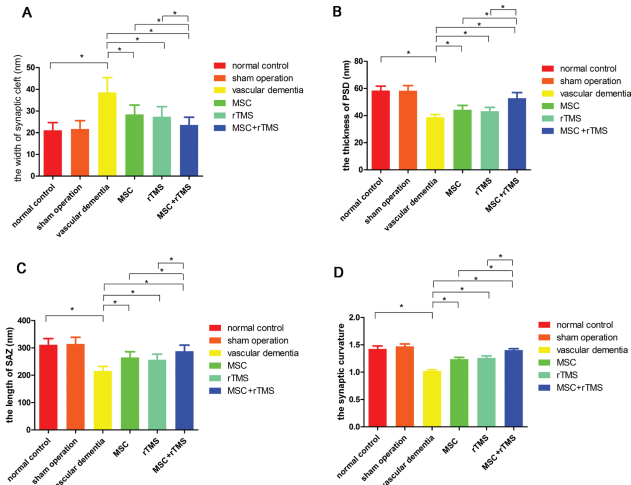 A
the width of synaptic cleft (nm)
50
40
30
20
10
0
normal control
sham operation
vascular dementia
MSC
rTMS
MSC+rTMS
* * * * * *
normal control
sham operation
vascular dementia
MSC
rTMS
MSC+rTMS
B
the thickness of PSD (nm)
80
60
40
20
0
normal control
sham operation
vascular dementia
MSC
rTMS
MSC+rTMS
* * * * * *
normal control
sham operation
vascular dementia
MSC
rTMS
MSC+rTMS
C
the length of SAZ (nm)
400
300
200
100
0
normal control
sham operation
vascular dementia
MSC
rTMS
MSC+rTMS
* * * * * *
normal control
sham operation
vascular dementia
MSC
rTMS
MSC+rTMS
D
the synaptic curvature
2.0
1.5
1.0
0.5
0.0
normal control
sham operation
vascular dementia
MSC
rTMS
MSC+rTMS
* * * * * *
normal control
sham operation
vascular dementia
MSC
rTMS
MSC+rTMS